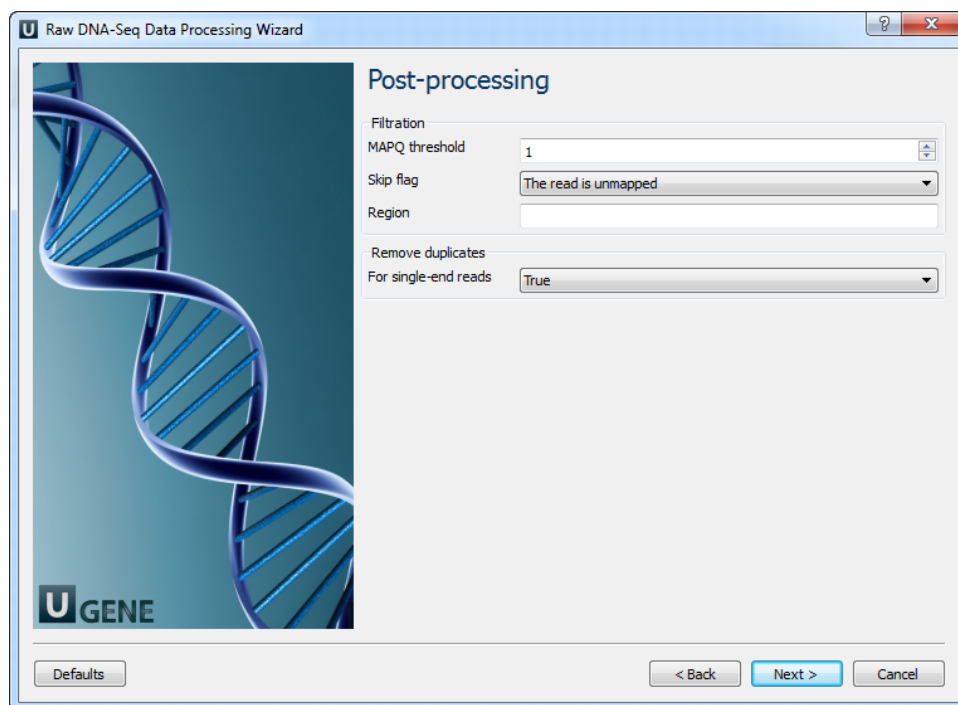 U Raw DNA-Seq Data Processing Wizard
?
X
Post-processing
Filtration
MAPQ threshold 1
Skip flag The read is unmapped
Region
Remove duplicates
For single-end reads True
U GENE
Defaults < Back Next > Cancel